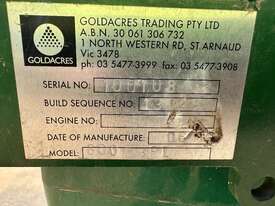 GOLDACRES
GOLDACRES TRADING PTY LTD
A.B.N. 30 061 306 732
1 NORTH WESTERN RD, ST.ARNAUD
Vic 3478
ph: 03 5477-3999 fax: 03 5477-3908
SERIAL NO:
BUILD SEQUENCE NO
ENGINE NO
DATE OF MANUFACTURE
MODEL: